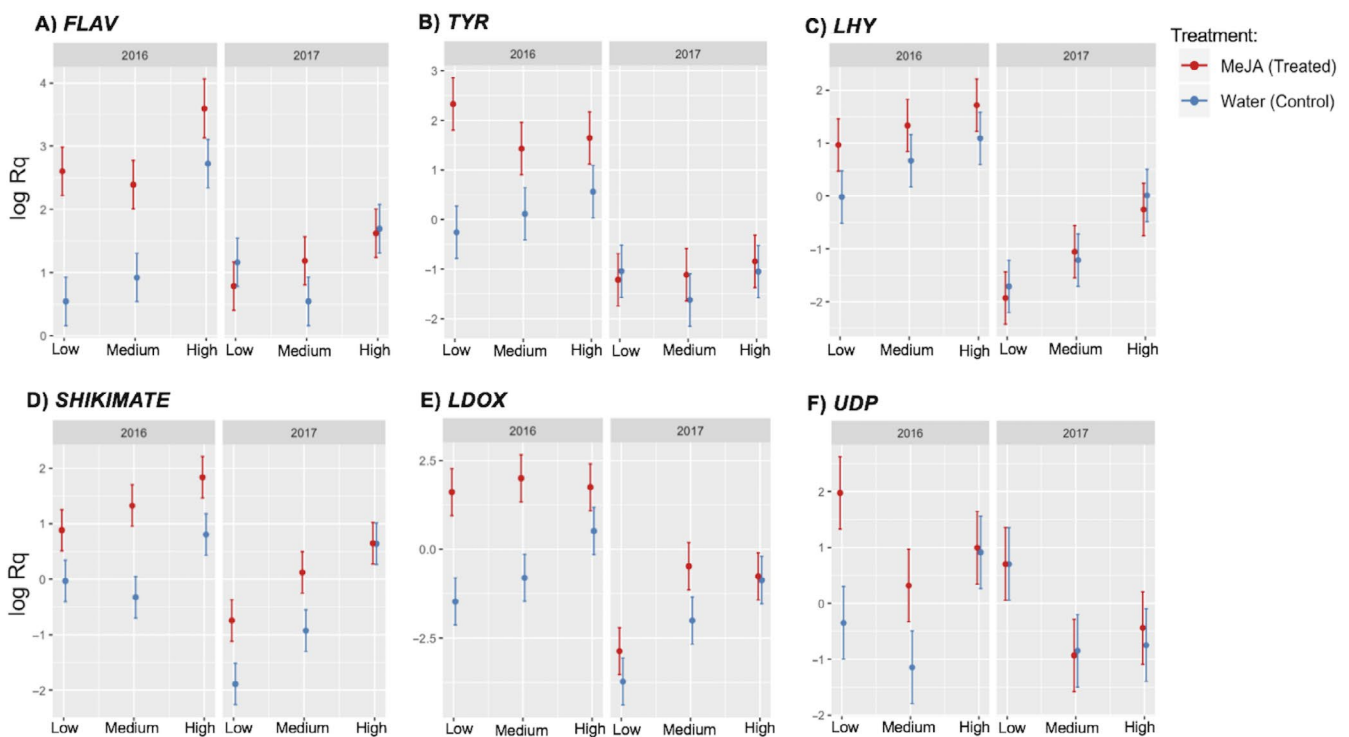 A) FLAV
2016 2017
log Rq
4
3
2
1
0
Low Medium High Low Medium High
B) TYR
2016 2017
3
2
1
0
−1
−2
Low Medium High Low Medium High
C) LHY
2016 2017
2
1
0
−1
−2
Low Medium High Low Medium High
Treatment:
MeJA (Treated)
Water (Control)
D) SHIKIMATE
2016 2017
log Rq
2
1
0
−1
−2
Low Medium High Low Medium High
E) LDOX
2016 2017
2.5
0.0
−2.5
Low Medium High Low Medium High
F) UDP
2016 2017
2
1
0
−1
−2
Low Medium High Low Medium High